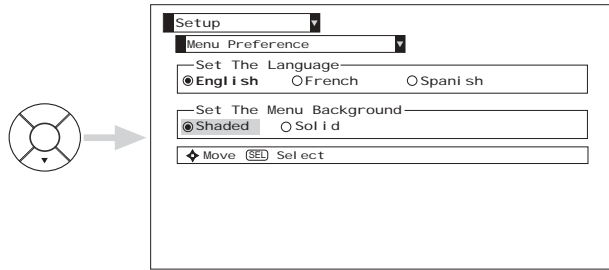 Setup
Menu Preference
Set The Language
English French Spanish
Set The Menu Background
Shaded Solid
Move SEL Select